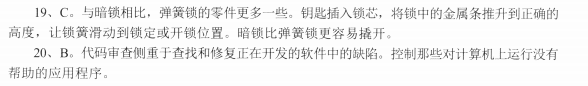 19、C。与暗锁相比，弹簧锁的零件更多一些。钥匙插入锁芯，将锁中的金属条推升到正确的
高度，让锁簧滑动到锁定或开锁位置。暗锁比弹簧锁更容易撬开。
20、B。代码审查侧重于查找和修复正在开发的软件中的缺陷。控制那些对计算机上运行没有
帮助的应用程序。